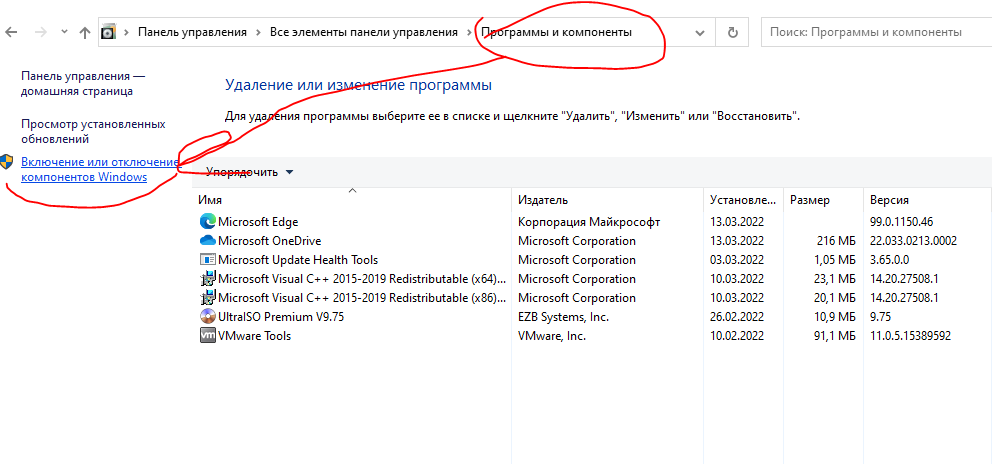 Панель управления > Все элементы панели управления > Программы и компоненты
Поиск: Программы и компоненты
Панель управления —
домашняя страница
Просмотр установленных
обновлений
Включение или отключение
компонентов Windows
Удаление или изменение программы
Для удаления программы выберите ее в списке и щелкните "Удалить", "Изменить" или "Восстановить".
Упорядочить
Имя Издатель Установле... Размер Версия
Microsoft Edge Корпорация Майкрософт 13.03.2022 99.0.1150.46
Microsoft OneDrive Microsoft Corporation 13.03.2022 216 МБ 22.033.0213.0002
Microsoft Update Health Tools Microsoft Corporation 03.03.2022 1,05 МБ 3.65.0.0
Microsoft Visual C++ 2015-2019 Redistributable (x64)... Microsoft Corporation 10.03.2022 23,1 МБ 14.20.27508.1
Microsoft Visual C++ 2015-2019 Redistributable (x86)... Microsoft Corporation 10.03.2022 20,1 МБ 14.20.27508.1
UltraISO Premium V9.75 EZB Systems, Inc. 26.02.2022 10,9 МБ 9.75
vm VMware Tools VMware, Inc. 10.02.2022 91,1 МБ 11.0.5.15389592